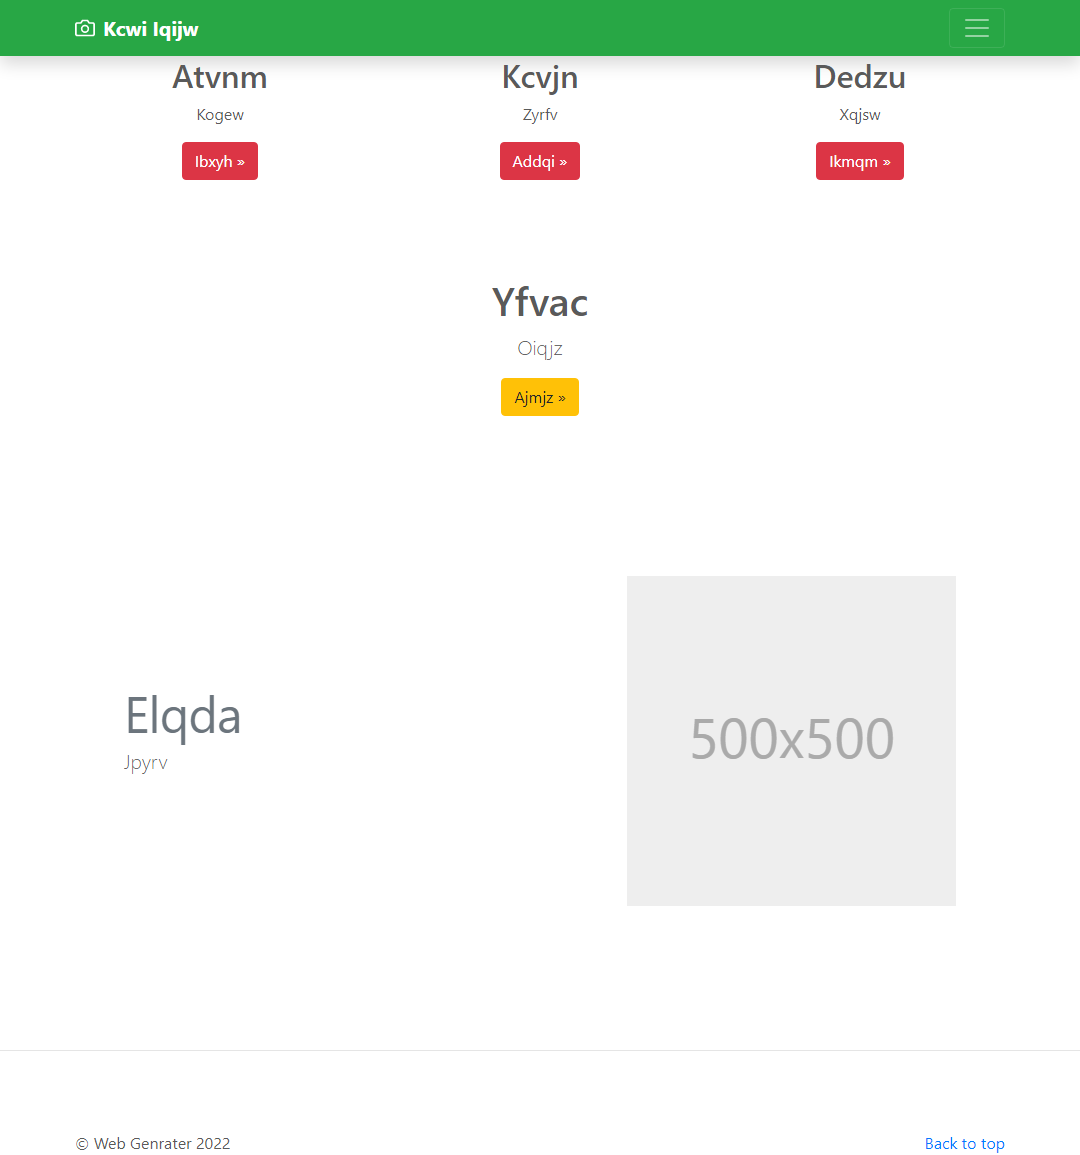 Kcwi Iqijw
Atvnm
Kogew
Ibxyh »
Kcvjn
Zyrfv
Addqi »
Dedzu
Xqjsw
Ikmqm »
Yfvac
Oiqjz
Ajmjz »
Elqda
Jpyrv
500x500
© Web Genrater 2022
Back to top